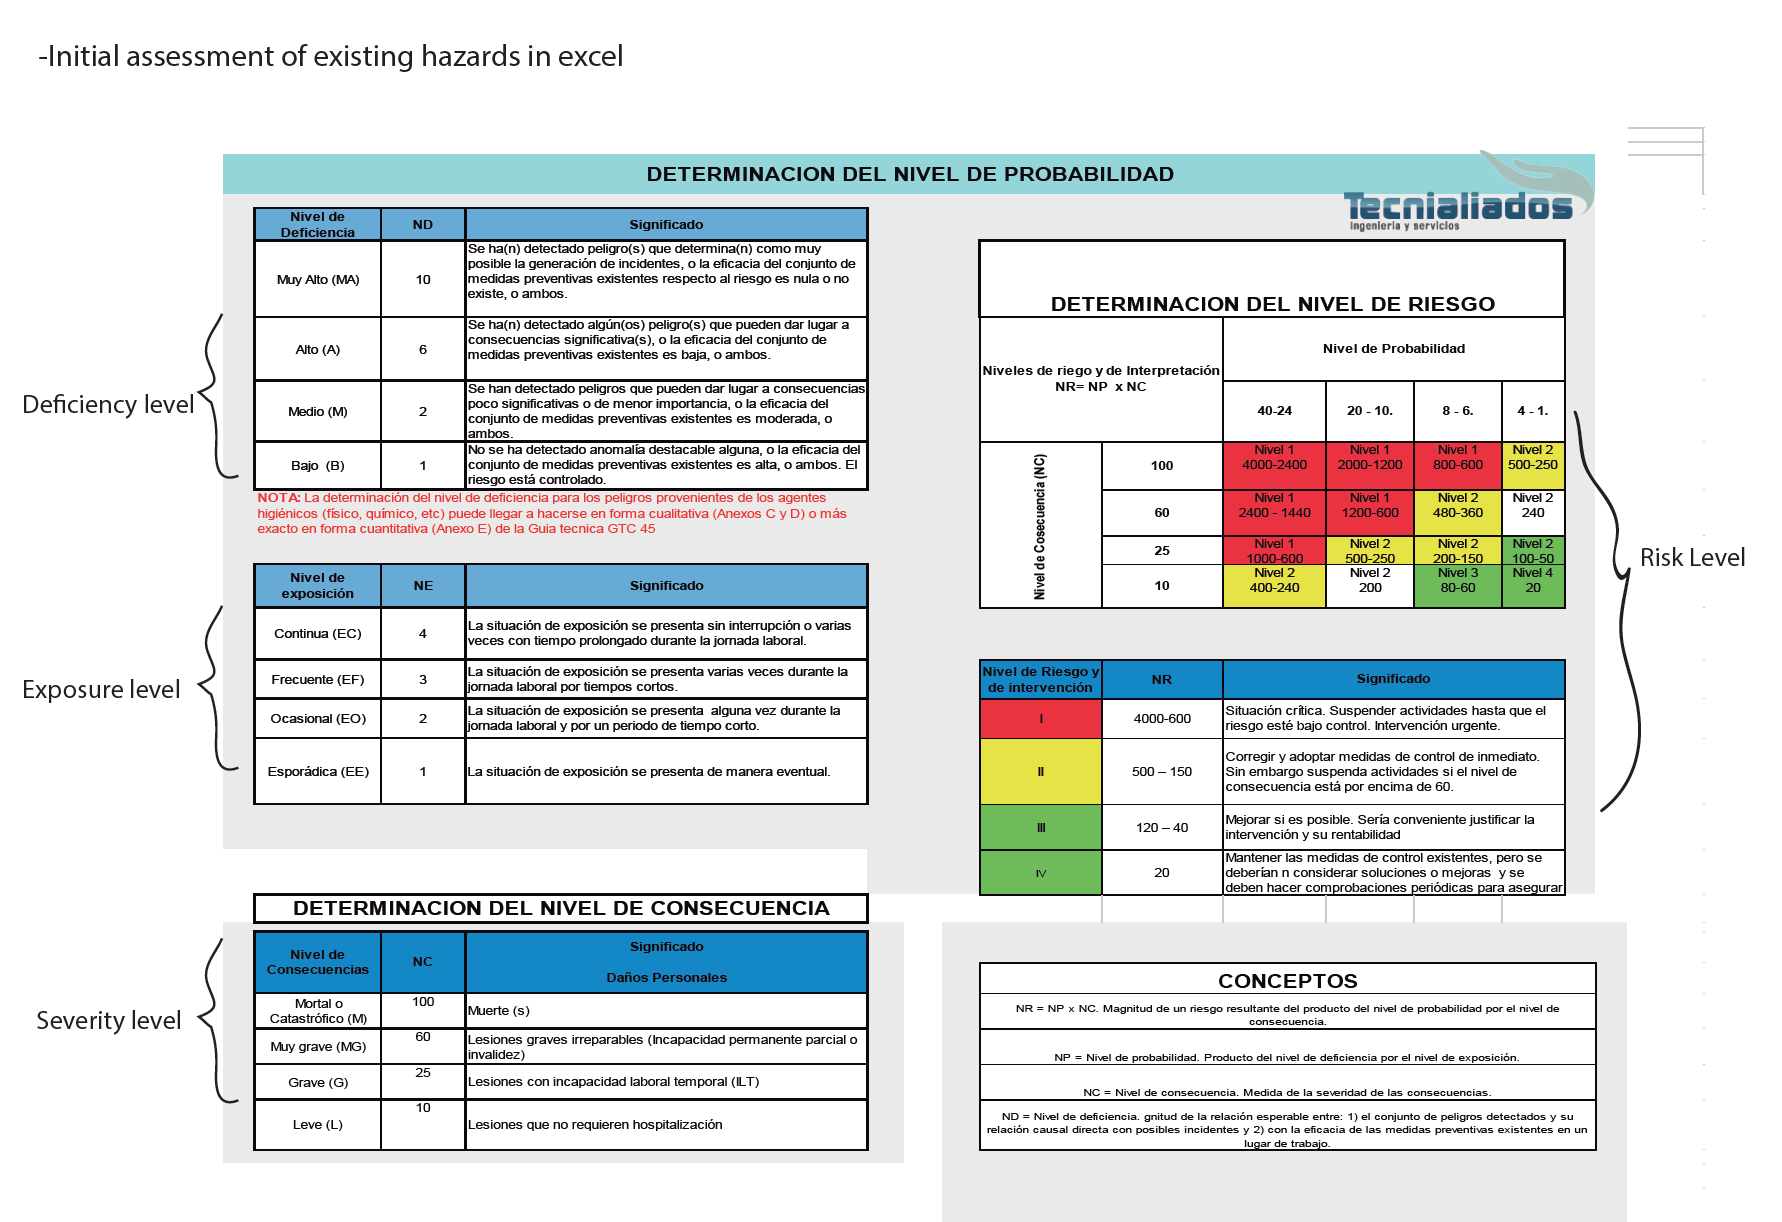 -Initial assessment of existing hazards in excel
DETERMINACION DEL NIVEL DE PROBABILIDAD
Tecnialiados
Ingeniería y servicios
Deficiency level
Nivel de
Deficiencia
ND
Significado
Muy Alto (MA)
10
Se ha(n) detectado peligro(s) que determina(n) como muy
posible la generación de incidentes, o la eficacia del conjunto de
medidas preventivas existentes respecto al riesgo es nula o no
existe, o ambos.
Alto (A)
6
Se ha(n) detectado algún(os) peligro(s) que pueden dar lugar a
consecuencias significativa(s), o la eficacia del conjunto de
medidas preventivas existentes es baja, o ambos.
Medio (M)
2
Se han detectado peligros que pueden dar lugar a consecuencias
poco significativas o de menor importancia, o la eficacia del
conjunto de medidas preventivas existentes es moderada, o
ambos.
Bajo (B)
1
No se ha detectado anomalía destacable alguna, o la eficacia del
conjunto de medidas preventivas existentes es alta, o ambos. El
riesgo está controlado.
NOTA: La determinación del nivel de deficiencia para los peligros provenientes de los agentes
higiénicos (físico, químico, etc) puede llegar a hacerse en forma cualitativa (Anexos C y D) o más
exacto en forma cuantitativa (Anexo E) de la Guia tecnica GTC 45
Exposure level
Nivel de
exposición
NE
Significado
Continua (EC)
4
La situación de exposición se presenta sin interrupción o varias
veces con tiempo prolongado durante la jornada laboral.
Frecuente (EF)
3
La situación de exposición se presenta varias veces durante la
jornada laboral por tiempos cortos.
Ocasional (EO)
2
La situación de exposición se presenta alguna vez durante la
jornada laboral y por un periodo de tiempo corto.
Esporádica (EE)
1
La situación de exposición se presenta de manera eventual.
DETERMINACION DEL NIVEL DE CONSECUENCIA
Severity level
Nivel de
Consecuencias
NC
Significado
Daños Personales
Mortal o
Catastrófico (M)
100
Muerte (s)
Muy grave (MG)
60
Lesiones graves irreparables (Incapacidad permanente parcial o
invalidez)
Grave (G)
25
Lesiones con incapacidad laboral temporal (ILT)
Leve (L)
10
Lesiones que no requieren hospitalización
DETERMINACION DEL NIVEL DE RIESGO
Niveles de riego y de Interpretación
NR= NP x NC
Nivel de Probabilidad
40-24
20 - 10.
8 - 6.
4 - 1.
Nivel de Cosecuencia (NC)
100
Nivel 1
4000-2400
Nivel 1
2000-1200
Nivel 1
800-600
Nivel 2
500-250
60
Nivel 1
2400 - 1440
Nivel 1
1200-600
Nivel 2
480-360
Nivel 2
240
25
Nivel 1
1000-600
Nivel 2
500-250
Nivel 2
200-150
Nivel 2
100-50
10
Nivel 2
400-240
Nivel 2
200
Nivel 3
80-60
Nivel 4
20
Risk Level
Nivel de Riesgo y
de intervención
NR
Significado
I
4000-600
Situación crítica. Suspender actividades hasta que el
riesgo esté bajo control. Intervención urgente.
II
500 – 150
Corregir y adoptar medidas de control de inmediato.
Sin embargo suspenda actividades si el nivel de
consecuencia está por encima de 60.
III
120 – 40
Mejorar si es posible. Sería conveniente justificar la
intervención y su rentabilidad
IV
20
Mantener las medidas de control existentes, pero se
deberían n considerar soluciones o mejoras y se
deben hacer comprobaciones periódicas para asegurar
CONCEPTOS
NR = NP x NC. Magnitud de un riesgo resultante del producto del nivel de probabilidad por el nivel de
consecuencia.
NP = Nivel de probabilidad. Producto del nivel de deficiencia por el nivel de exposición.
NC = Nivel de consecuencia. Medida de la severidad de las consecuencias.
ND = Nivel de deficiencia. gnitud de la relación esperable entre: 1) el conjunto de peligros detectados y su
relación causal directa con posibles incidentes y 2) con la eficacia de las medidas preventivas existentes en un
lugar de trabajo.